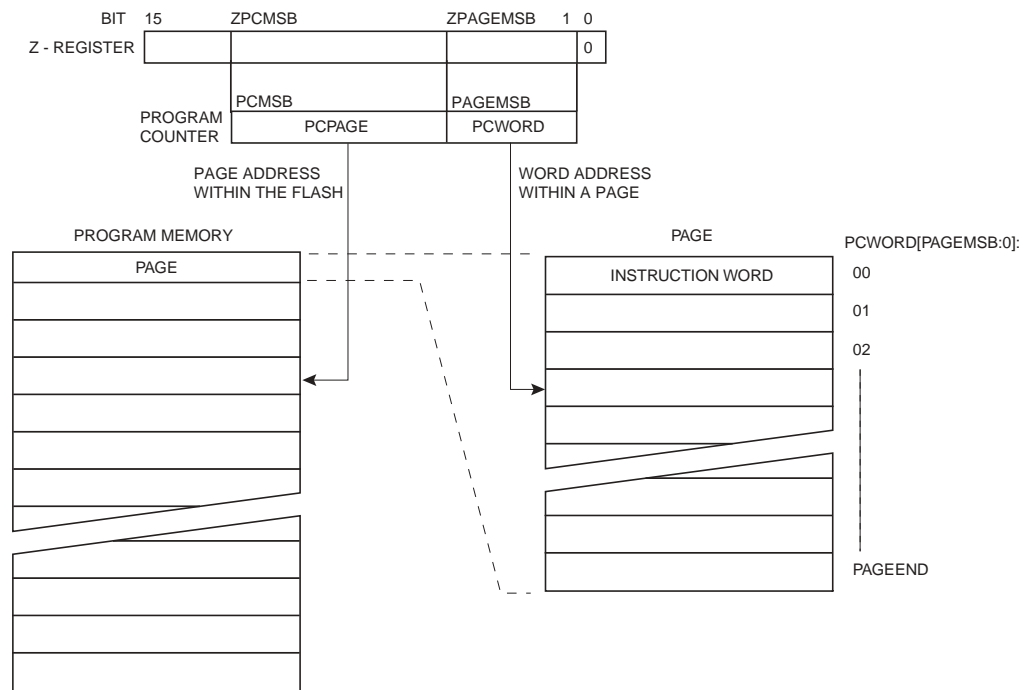 BIT 15 ZPCMSB ZPAGEMSB 1 0
Z - REGISTER 0
PCMSB PAGEMSB
PROGRAM
COUNTER
PCPAGE PCWORD
PAGE ADDRESS
WITHIN THE FLASH
WORD ADDRESS
WITHIN A PAGE
PROGRAM MEMORY
PAGE
PAGE
PCWORD[PAGEMSB:0]:
INSTRUCTION WORD
00
01
02
PAGEEND